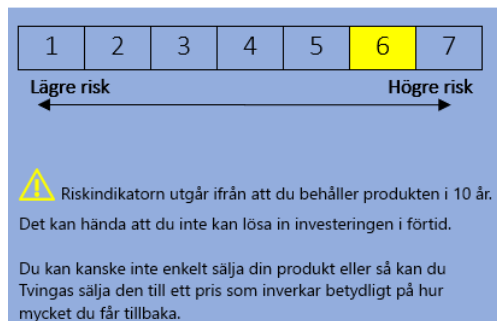 1 2 3 4 5 6 7
Lägre risk Högre risk
Riskindikatorn utgår ifrån att du behåller produkten i 10 år.
Det kan hända att du inte kan lösa in investeringen i förtid.
Du kan kanske inte enkelt sälja din produkt eller så kan du
Tvingas sälja den till ett pris som inverkar betydligt på hur
mycket du får tillbaka.